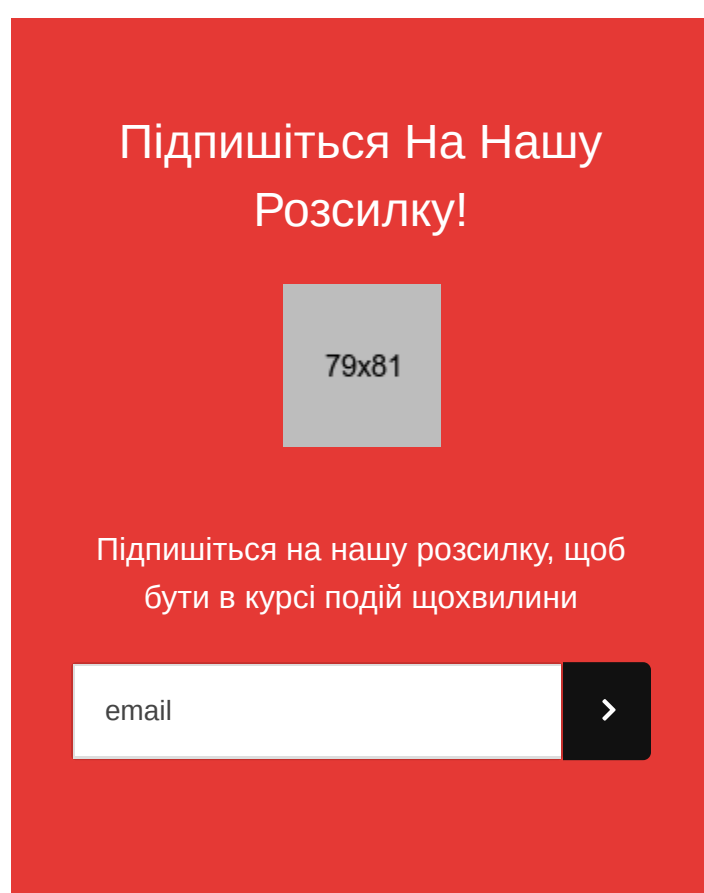 Підпишіться На Нашу
Розсилку!
79x81
Підпишіться на нашу розсилку, щоб
бути в курсі подій щохвилини
email